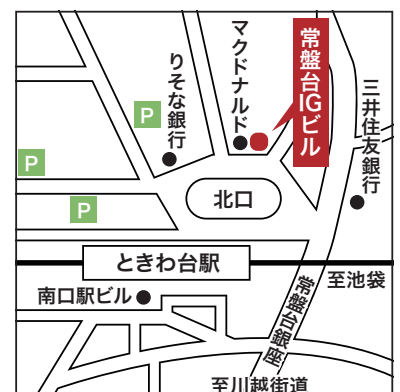 常盤台IGビル
マクドナルド
りそな銀行
三井住友銀行
P
P
P
北口
ときわ台駅
至池袋
南口駅ビル
常盤台銀座
至川越街道